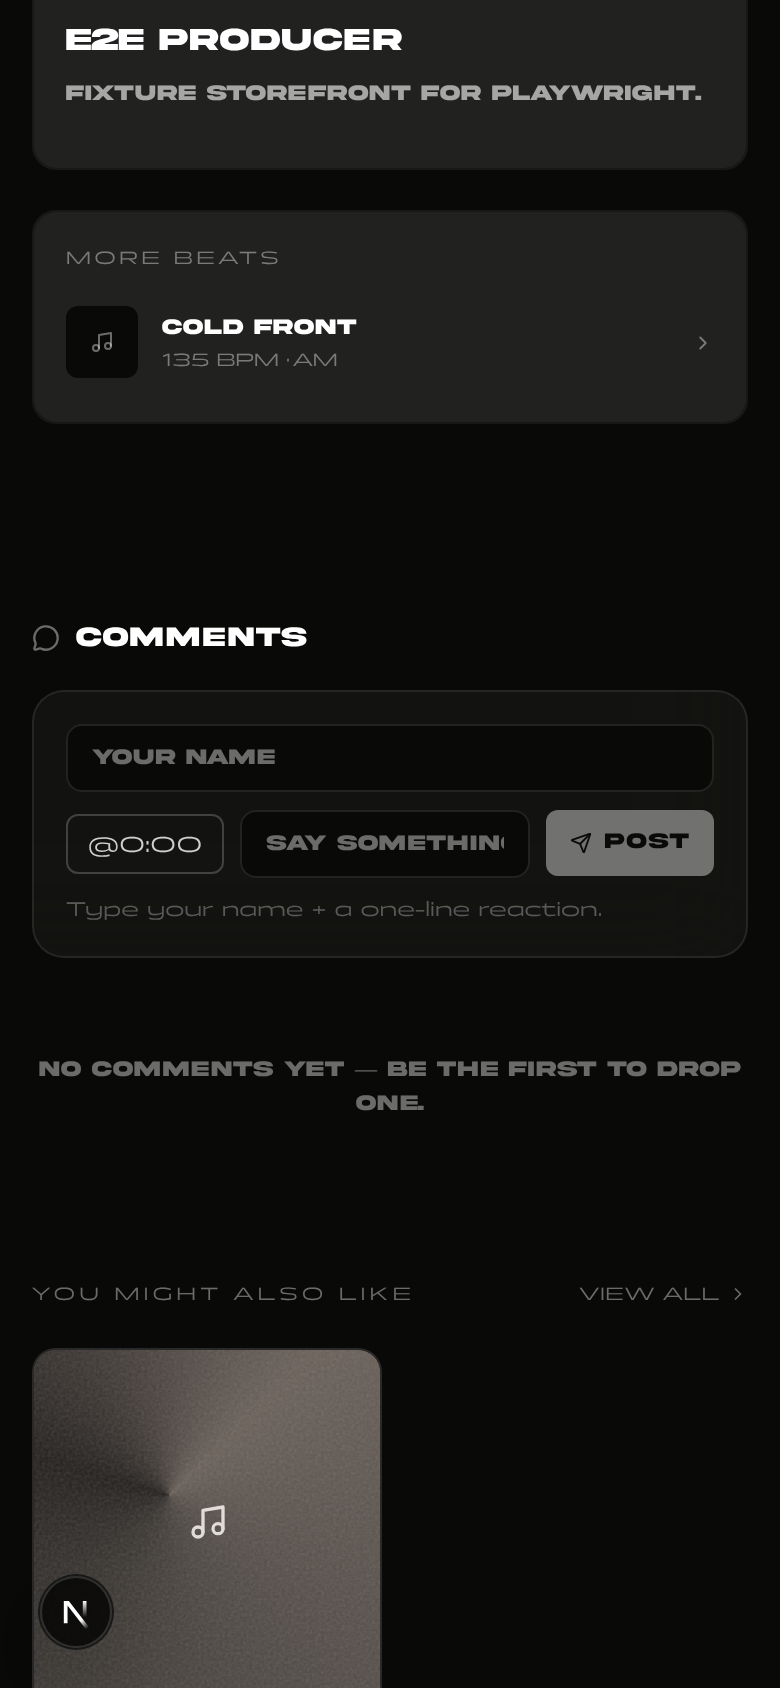 E2E PRODUCER
FIXTURE STOREFRONT FOR PLAYWRIGHT.
MORE BEATS
COLD FRONT
135 BPM · AM
COMMENTS
YOUR NAME
@0:00
SAY SOMETHIN
POST
Type your name + a one-line reaction.
NO COMMENTS YET — BE THE FIRST TO DROP
ONE.
YOU MIGHT ALSO LIKE
VIEW ALL
N